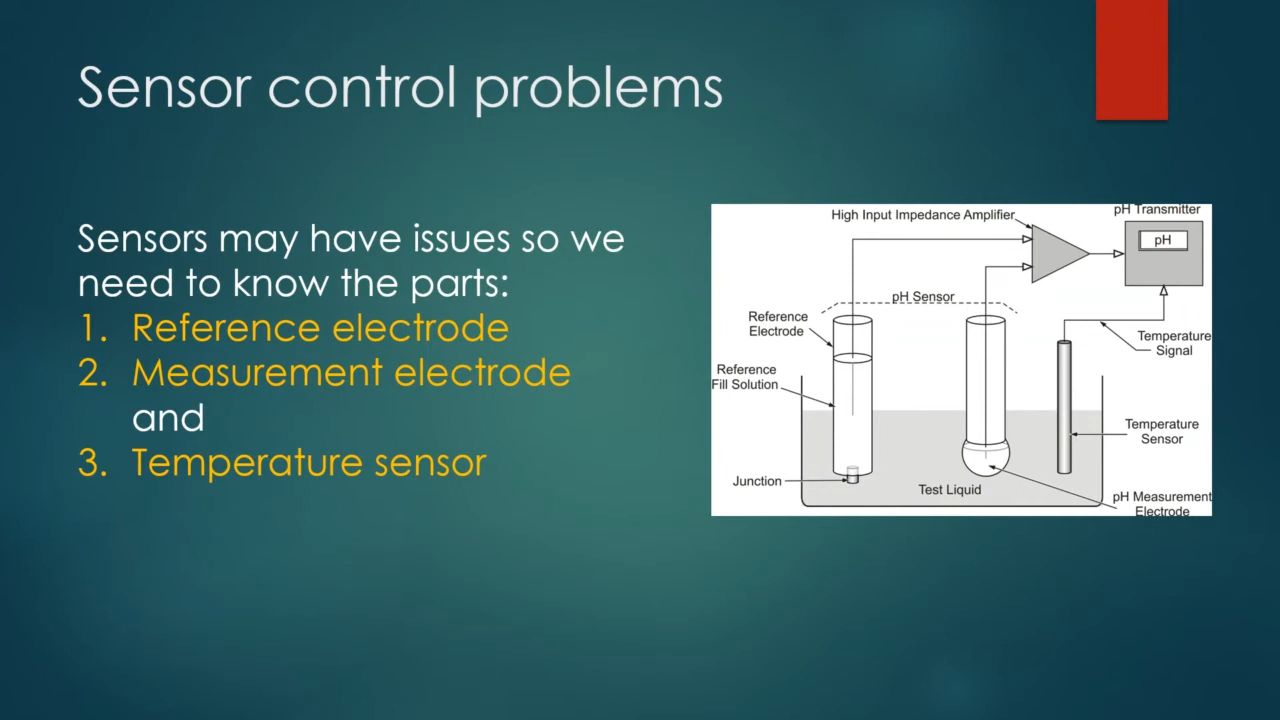 Sensor control problems
Sensors may have issues so we
need to know the parts:
1. Reference electrode
2. Measurement electrode
and
3. Temperature sensor
High Input Impedance Amplifier
pH Transmitter
pH
pH Sensor
Reference
Electrode
Temperature
Signal
Reference
Fill Solution
Temperature
Sensor
Junction
Test Liquid
pH Measurement
Electrode